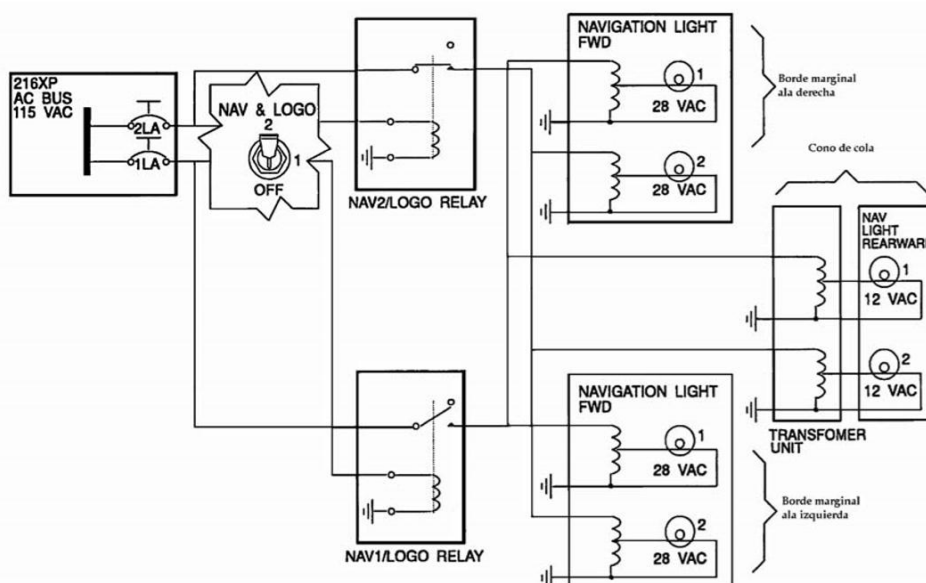 216XP
AC BUS
115 VAC
2LA
1LA
NAV & LOGO
2
1
OFF
NAV2/LOGO RELAY
NAVIGATION LIGHT
FWD
1
28 VAC
2
28 VAC
Borde marginal
ala derecha
Cono de cola
NAV
LIGHT
REARWARD
1
12 VAC
2
12 VAC
TRANSFOMER
UNIT
NAV1/LOGO RELAY
NAVIGATION LIGHT
FWD
1
28 VAC
2
28 VAC
Borde marginal
ala izquierda